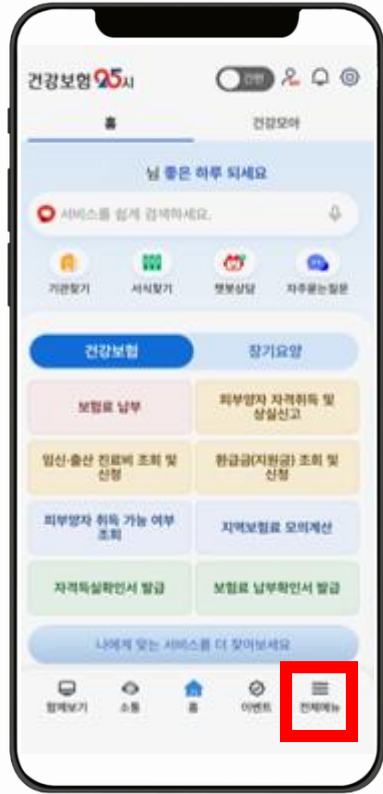 건강보험 25시
간편
홈
건강모아
님 좋은 하루 되세요
서비스를 쉽게 검색하세요.
기관찾기
서식찾기
챗봇상담
자주묻는질문
건강보험
장기요양
보험료 납부
피부양자 자격취득 및
상실신고
임신·출산 진료비 조회 및
신청
환급금(지원금) 조회 및
신청
피부양자 취득 가능 여부
조회
지역보험료 모의계산
자격득실확인서 발급
보험료 납부확인서 발급
나에게 맞는 서비스를 더 찾아보세요
함께보기
소통
홈
이벤트
전체메뉴